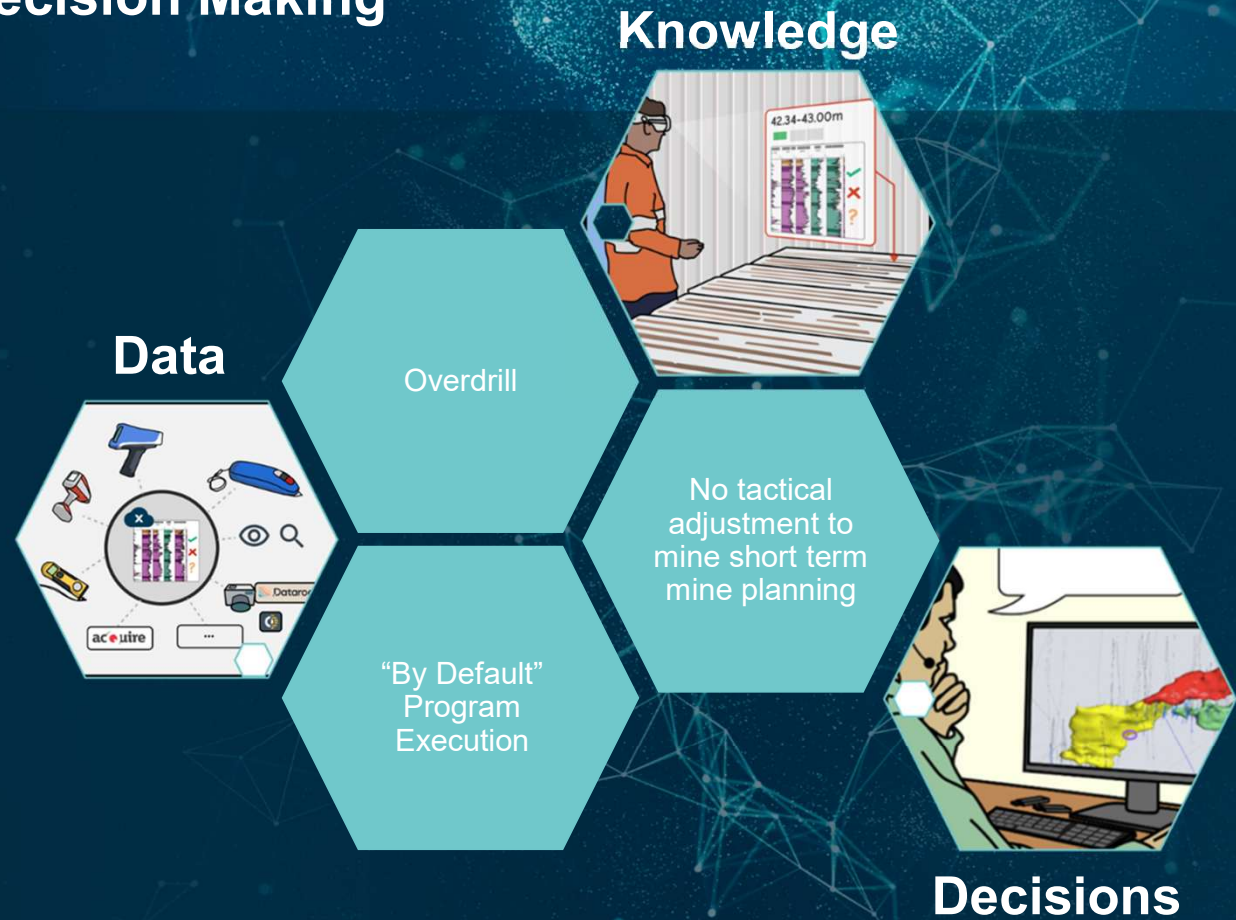 ecision Making
Knowledge
42.34-43.00m
Data
Overdrill
No tactical
adjustment to
mine short term
mine planning
acquire
...
“By Default”
Program
Execution
Decisions